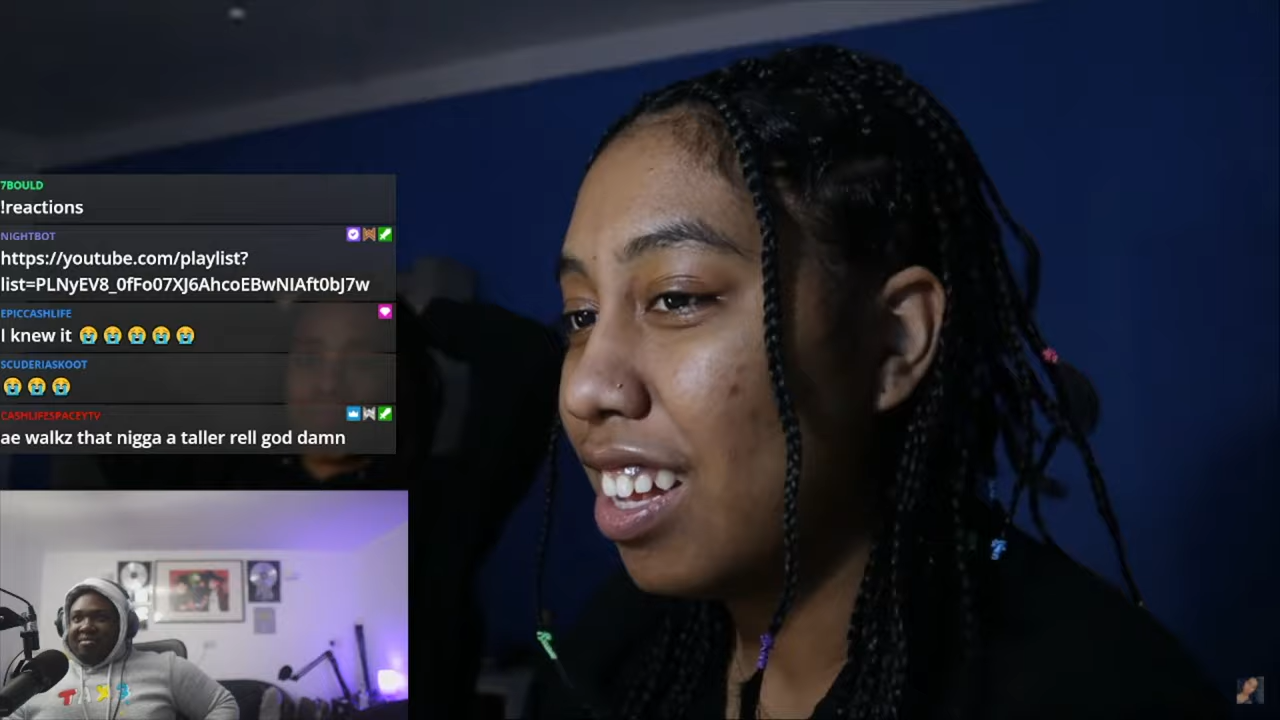 7BOULD
!reactions
NIGHTBOT
https://youtube.com/playlist?
list=PLNyEV8_0fFo07XJ6AhcoEBwNIAft0bJ7w
EPICCASHLIFE
I knew it 😭😭😭😭😭
SCUDERIASKOOT
😭😭😭
CASHLIFESPACEYTV
ae walkz that nigga a taller rell god damn